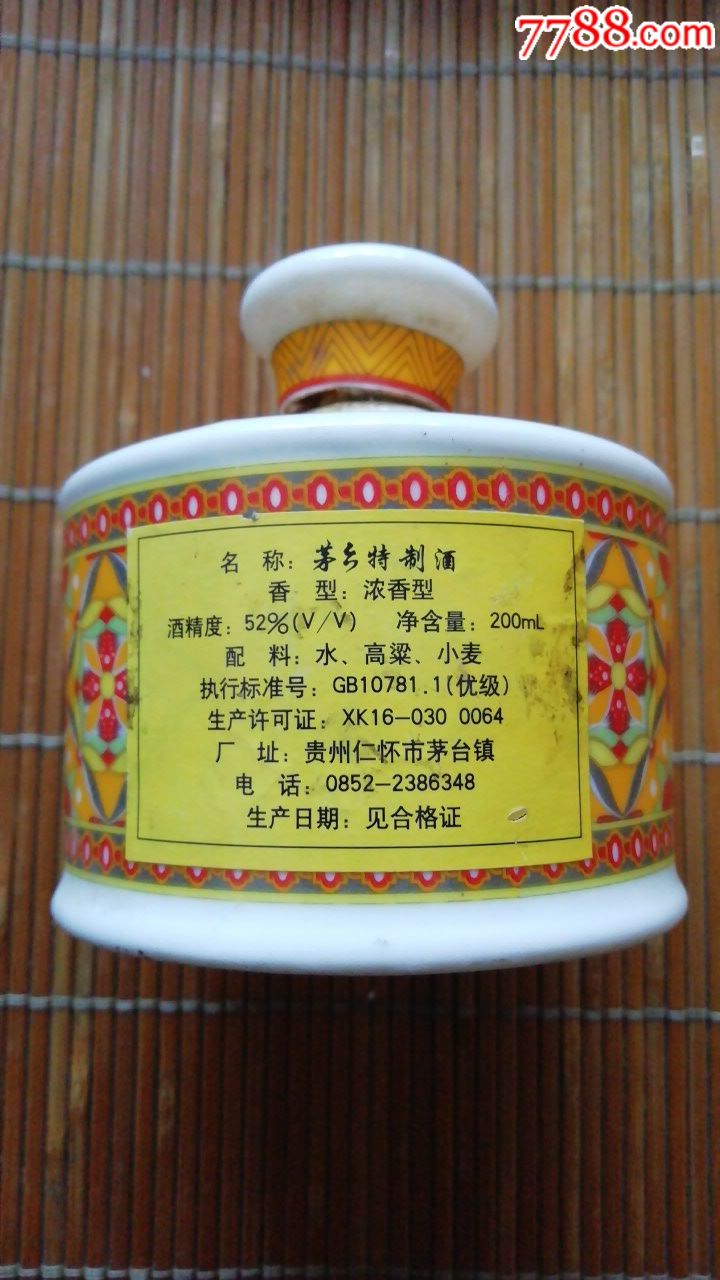 7788.com
名 称：茅乡特制酒
香 型：浓香型
酒精度：52%(V/V) 净含量：200mL
配 料：水、高粱、小麦
执行标准号：GB10781.1(优级)
生产许可证：XK16-030 0064
厂 址：贵州仁怀市茅台镇
电 话：0852-2386348
生产日期：见合格证